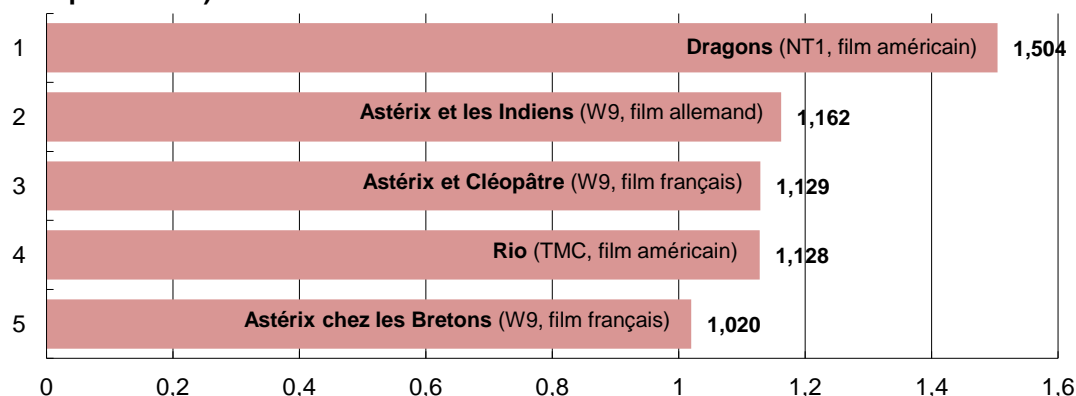 1 Dragons (NT1, film américain) 1,504
2 Astérix et les Indiens (W9, film allemand) 1,162
3 Astérix et Cléopâtre (W9, film français) 1,129
4 Rio (TMC, film américain) 1,128
5 Astérix chez les Bretons (W9, film français) 1,020
0 0,2 0,4 0,6 0,8 1 1,2 1,4 1,6